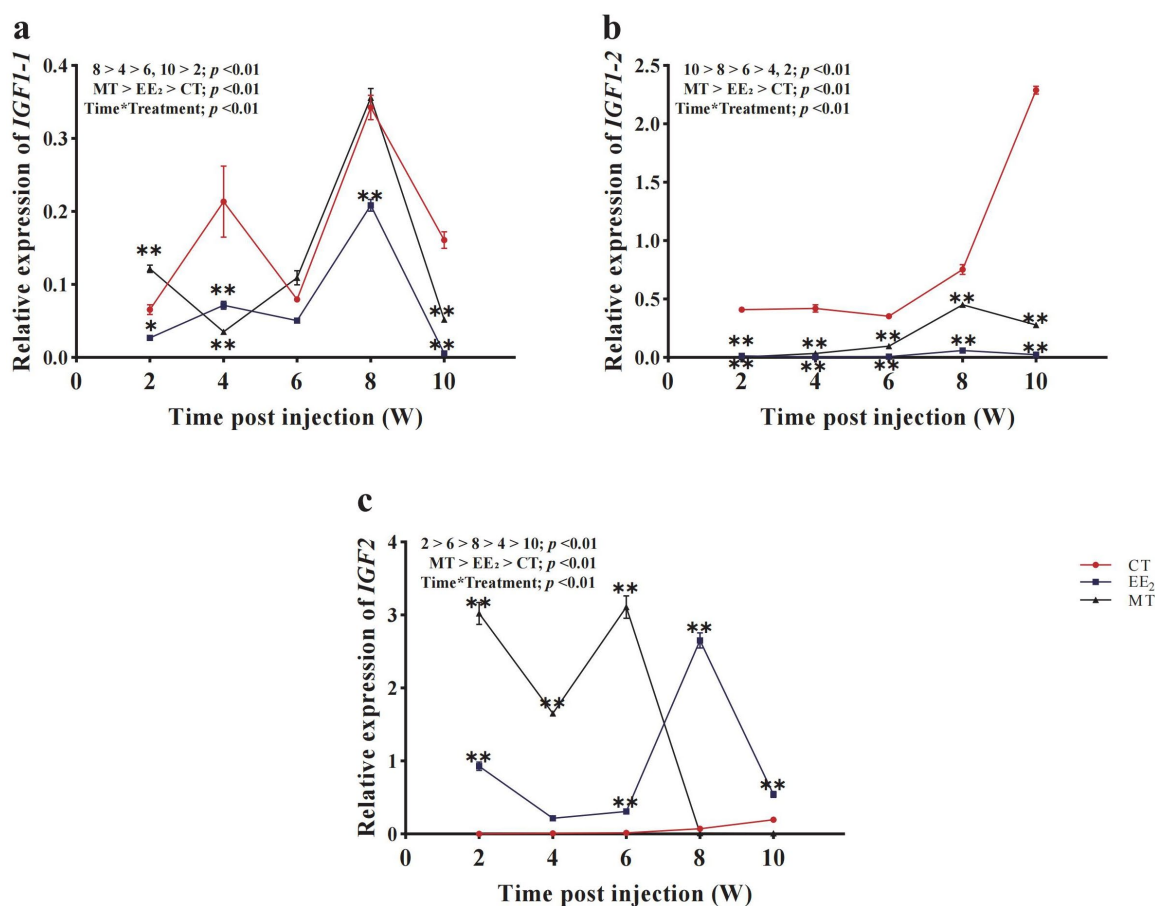 a
Relative expression of IGF1-1
8 > 4 > 6, 10 > 2; p <0.01
MT > EE₂ > CT; p <0.01
Time*Treatment; p <0.01
0.4
0.3
0.2
0.1
0.0
**
*
**
**
**
**
**
0 2 4 6 8 10
Time post injection (W)
b
Relative expression of IGF1-2
10 > 8 > 6 > 4, 2; p <0.01
MT > EE₂ > CT; p <0.01
Time*Treatment; p <0.01
2.5
2.0
1.5
1.0
0.5
0.0
**
**
**
**
**
**
**
**
**
**
0 2 4 6 8 10
Time post injection (W)
c
Relative expression of IGF2
2 > 6 > 8 > 4 > 10; p <0.01
MT > EE₂ > CT; p <0.01
Time*Treatment; p <0.01
4
3
2
1
0
**
**
**
**
**
**
**
0 2 4 6 8 10
Time post injection (W)
CT
EE₂
MT